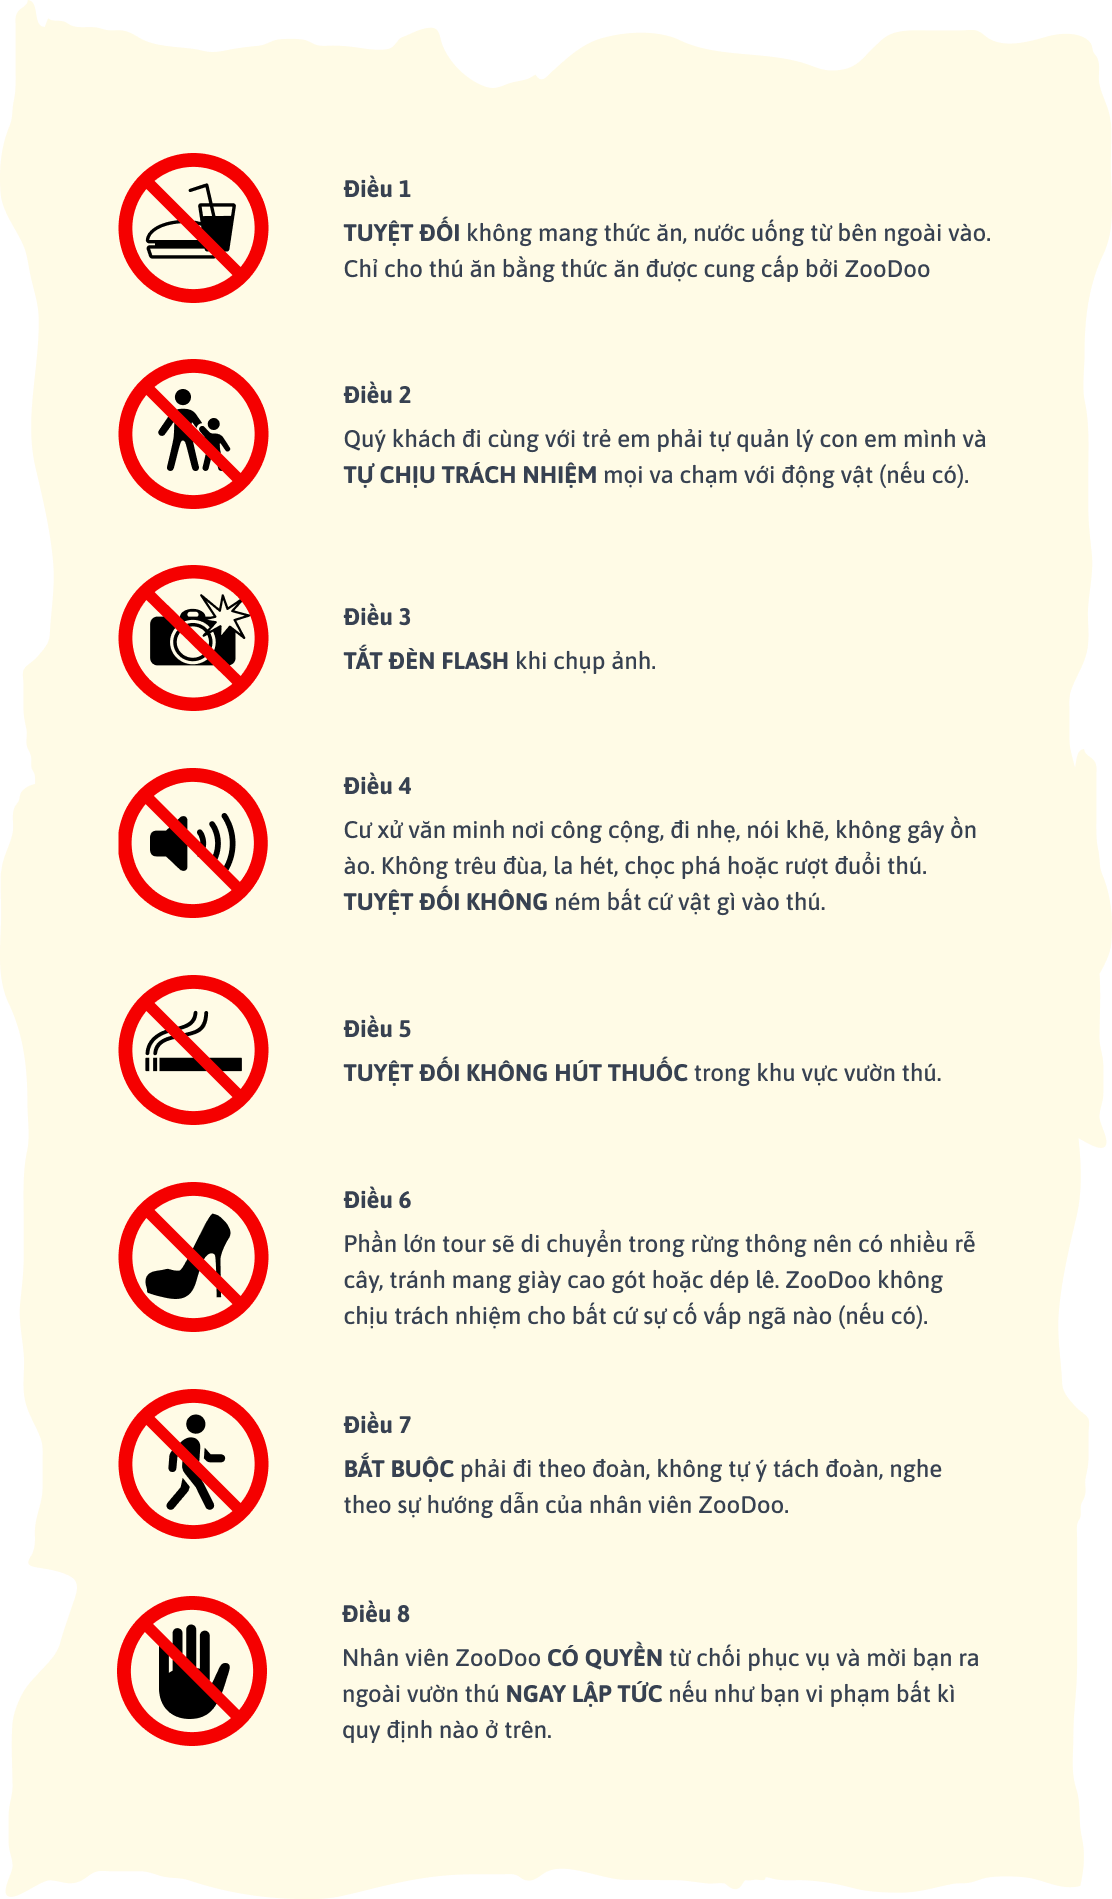 Điều 1
TUYỆT ĐỐI không mang thức ăn, nước uống từ bên ngoài vào.
Chỉ cho thú ăn bằng thức ăn được cung cấp bởi ZooDoo
Điều 2
Quý khách đi cùng với trẻ em phải tự quản lý con em mình và
TỰ CHỊU TRÁCH NHIỆM mọi va chạm với động vật (nếu có).
Điều 3
TẮT ĐÈN FLASH khi chụp ảnh.
Điều 4
Cư xử văn minh nơi công cộng, đi nhẹ, nói khẽ, không gây ồn
ào. Không trêu đùa, la hét, chọc phá hoặc rượt đuổi thú.
TUYỆT ĐỐI KHÔNG ném bất cứ vật gì vào thú.
Điều 5
TUYỆT ĐỐI KHÔNG HÚT THUỐC trong khu vực vườn thú.
Điều 6
Phần lớn tour sẽ di chuyển trong rừng thông nên có nhiều rễ
cây, tránh mang giày cao gót hoặc dép lê. ZooDoo không
chịu trách nhiệm cho bất cứ sự cố vấp ngã nào (nếu có).
Điều 7
BẮT BUỘC phải đi theo đoàn, không tự ý tách đoàn, nghe
theo sự hướng dẫn của nhân viên ZooDoo.
Điều 8
Nhân viên ZooDoo CÓ QUYỀN từ chối phục vụ và mời bạn ra
ngoài vườn thú NGAY LẬP TỨC nếu như bạn vi phạm bất kì
quy định nào ở trên.